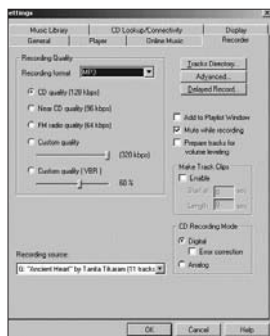 ettings
Music Library CD Lookup/Connectivity Display
General Player Online Music Recorder
Recording Quality
Recording format MP3
CD quality (128 kbps)
Near CD quality (96 kbps)
FM radio quality (64 kbps)
Custom quality
(320 kbps)
Custom quality (VBR)
60 %
Recording source:
G: "Ancient Heart" by Tanita Tikaram (11 tracks
Tracks Directory...
Advanced...
Delayed Record...
Add to Playlist Window
Mute while recording
Prepare tracks for
volume leveling
Make Track Clips
Enable
Start at
Length
CD Recording Mode
Digital
Error correction
Analog
OK Cancel Help